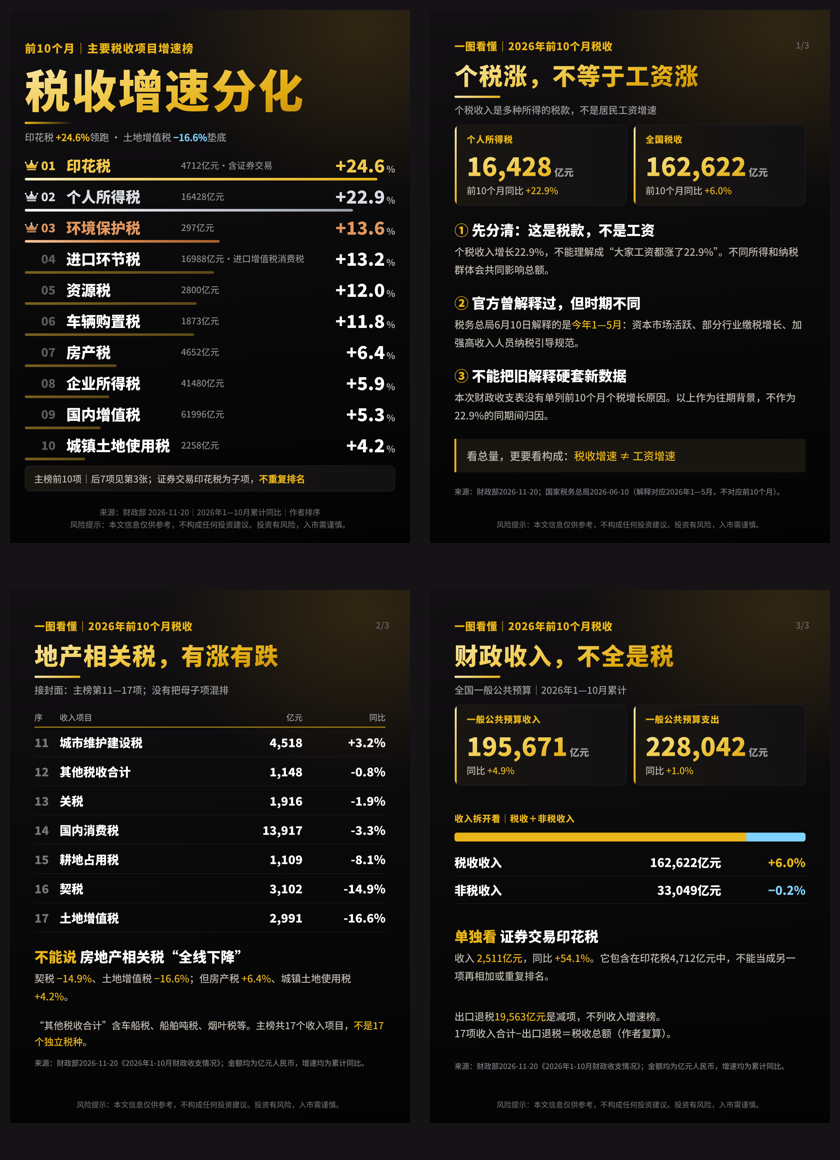 前10个月｜主要税收项目增速榜
税收增速分化
印花税 +24.6%领跑 · 土地增值税 −16.6%垫底
01 印花税 4712亿元·含证券交易 +24.6%
02 个人所得税 16428亿元 +22.9%
03 环境保护税 297亿元 +13.6%
04 进口环节税 16988亿元·进口增值税消费税 +13.2%
05 资源税 2800亿元 +12.0%
06 车辆购置税 1873亿元 +11.8%
07 房产税 4652亿元 +6.4%
08 企业所得税 41480亿元 +5.9%
09 国内增值税 61996亿元 +5.3%
10 城镇土地使用税 2258亿元 +4.2%
主榜前10项｜后7项见第3张；证券交易印花税为子项，不重复排名
来源：财政部 2026-11-20｜2026年1—10月累计同比｜作者排序
风险提示：本文信息仅供参考，不构成任何投资建议。投资有风险，入市需谨慎。
一图看懂｜2026年前10个月税收 1/3
个税涨，不等于工资涨
个税收入是多种所得的税款，不是居民工资增速
个人所得税 全国税收
16,428亿元 162,622亿元
前10个月同比 +22.9% 前10个月同比 +6.0%
① 先分清：这是税款，不是工资
个税收入增长22.9%，不能理解成“大家工资都涨了22.9%”。不同所得和纳税
群体会共同影响总额。
② 官方曾解释过，但时期不同
税务总局6月10日解释的是今年1—5月：资本市场活跃、部分行业缴税增长、加
强高收入人员纳税引导规范。
③ 不能把旧解释硬套新数据
本次财政收支表没有单列前10个月个税增长原因。以上作为往期背景，不作为
22.9%的同期间归因。
看总量，更要看构成：税收增速 ≠ 工资增速
来源：财政部2026-11-20；国家税务总局2026-06-10（解释对应2026年1—5月，不对应前10个月）。
风险提示：本文信息仅供参考，不构成任何投资建议。投资有风险，入市需谨慎。
一图看懂｜2026年前10个月税收 2/3
地产相关税，有涨有跌
接封面：主榜第11—17项；没有把母子项混排
序 收入项目 亿元 同比
11 城市维护建设税 4,518 +3.2%
12 其他税收合计 1,148 -0.8%
13 关税 1,916 -1.9%
14 国内消费税 13,917 -3.3%
15 耕地占用税 1,109 -8.1%
16 契税 3,102 -14.9%
17 土地增值税 2,991 -16.6%
不能说 房地产相关税“全线下降”
契税 −14.9%、土地增值税 −16.6%；但房产税 +6.4%、城镇土地使用税
+4.2%。
“其他税收合计”含车船税、船舶吨税、烟叶税等。主榜共17个收入项目，不是17
个独立税种。
来源：财政部2026-11-20《2026年1-10月财政收支情况》；金额均为亿元人民币，增速均为累计同比。
风险提示：本文信息仅供参考，不构成任何投资建议。投资有风险，入市需谨慎。
一图看懂｜2026年前10个月税收 3/3
财政收入，不全是税
全国一般公共预算｜2026年1—10月累计
一般公共预算收入 一般公共预算支出
195,671亿元 228,042亿元
同比 +4.9% 同比 +1.0%
收入拆开看｜税收＋非税收入
税收收入 162,622亿元 +6.0%
非税收入 33,049亿元 −0.2%
单独看 证券交易印花税
收入 2,511亿元，同比 +54.1%。它包含在印花税4,712亿元中，不能当成另一
项再相加或重复排名。
出口退税19,563亿元是减项，不列收入增速榜。
17项收入合计−出口退税＝税收总额（作者复算）。
来源：财政部2026-11-20《2026年1-10月财政收支情况》；金额均为亿元人民币，增速均为累计同比。
风险提示：本文信息仅供参考，不构成任何投资建议。投资有风险，入市需谨慎。